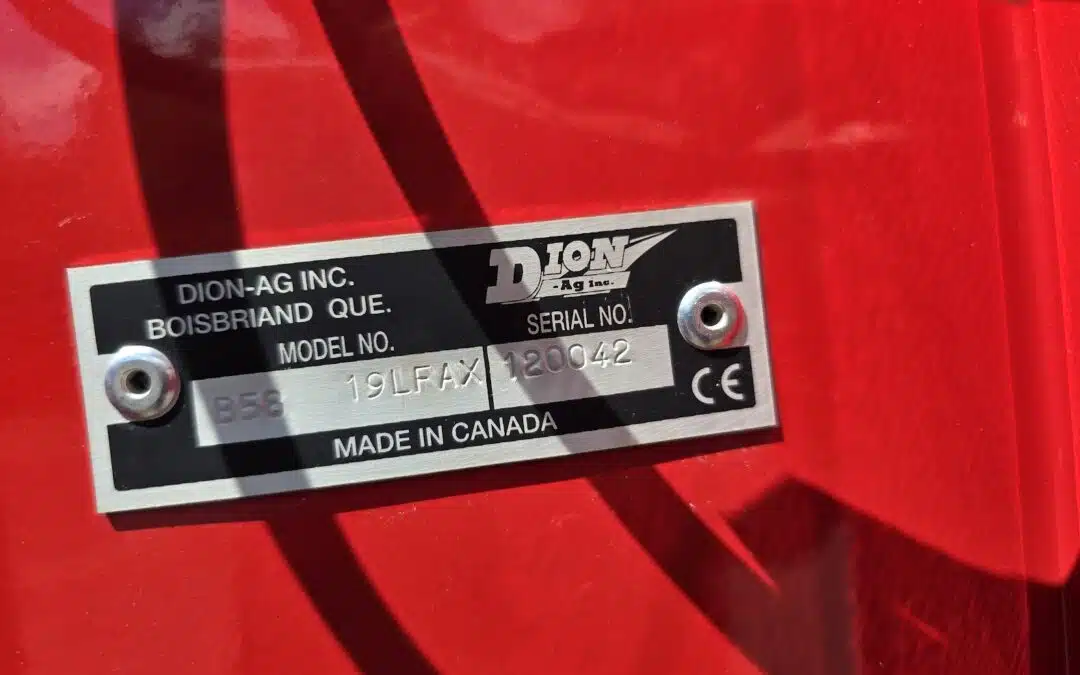 DION-AG INC.
BOISBRIAND QUE.
DION
-Ag Inc.
MODEL NO.
SERIAL NO.
B58 19LFAX 120042
MADE IN CANADA
CE